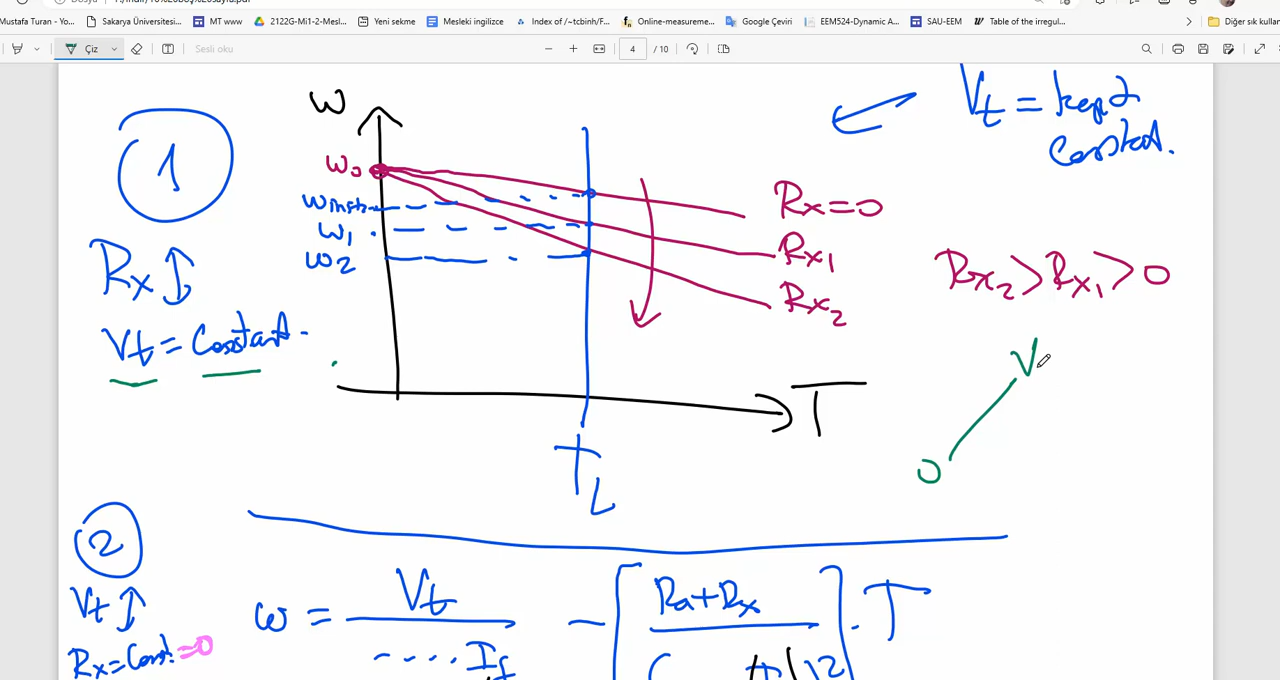 Mustafa Turan - Yo...
Sakarya Üniversitesi...
MT www
2122G-Mi1-2-Mesl...
Yeni sekme
Mesleki ingilizce
Index of /~tcbinh/F...
Online-measureme...
Google Çeviri
EEM524-Dynamic A...
SAU-EEM
Table of the irregul...
Diğer sık kullan
Çiz
Sesli oku
4 / 10
Vt = kept
constant.
1
Rx ↕
Vt = Constant
w
w0
w1
w2
Rx=0
Rx1
Rx2
Rx2 > Rx1 > 0
T
TL
0
V
2
Vt ↕
Rx=Const. =0
w = Vt / .... If - [ Ra+Rx / ( ] . T